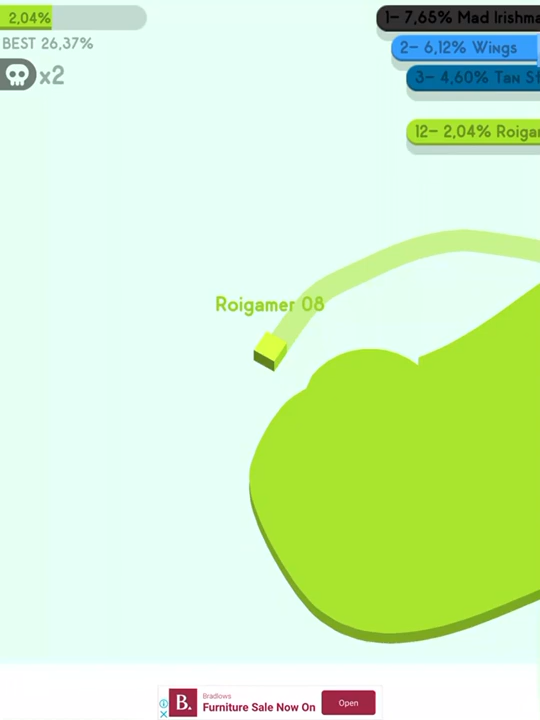 2,04%
BEST 26,37%
x2
1- 7,65% Mad Irishma
2- 6,12% Wings
3- 4,60% Tan St
12- 2,04% Roigar
Roigamer 08
Bradlows
B.
Furniture Sale Now On
Open